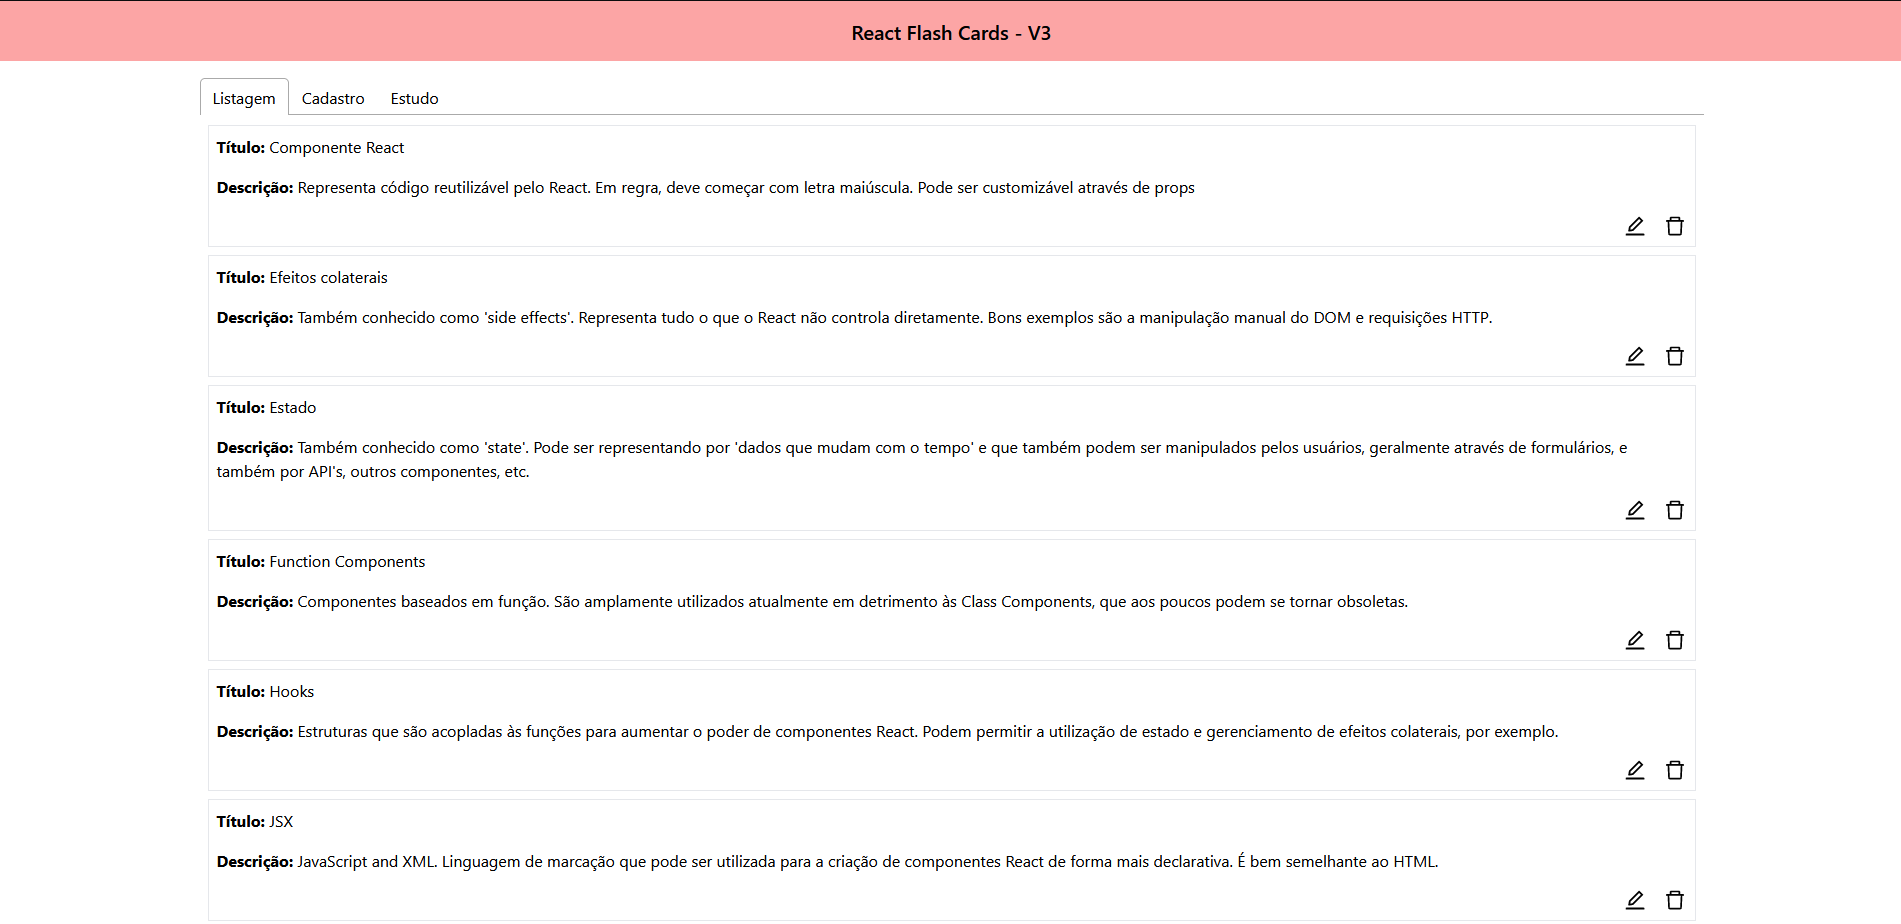 React Flash Cards - V3
Listagem
Cadastro
Estudo
Título: Componente React
Descrição: Representa código reutilizável pelo React. Em regra, deve começar com letra maiúscula. Pode ser customizável através de props
Título: Efeitos colaterais
Descrição: Também conhecido como 'side effects'. Representa tudo o que o React não controla diretamente. Bons exemplos são a manipulação manual do DOM e requisições HTTP.
Título: Estado
Descrição: Também conhecido como 'state'. Pode ser representando por 'dados que mudam com o tempo' e que também podem ser manipulados pelos usuários, geralmente através de formulários, e
também por API's, outros componentes, etc.
Título: Function Components
Descrição: Componentes baseados em função. São amplamente utilizados atualmente em detrimento às Class Components, que aos poucos podem se tornar obsoletas.
Título: Hooks
Descrição: Estruturas que são acopladas às funções para aumentar o poder de componentes React. Podem permitir a utilização de estado e gerenciamento de efeitos colaterais, por exemplo.
Título: JSX
Descrição: JavaScript and XML. Linguagem de marcação que pode ser utilizada para a criação de componentes React de forma mais declarativa. É bem semelhante ao HTML.